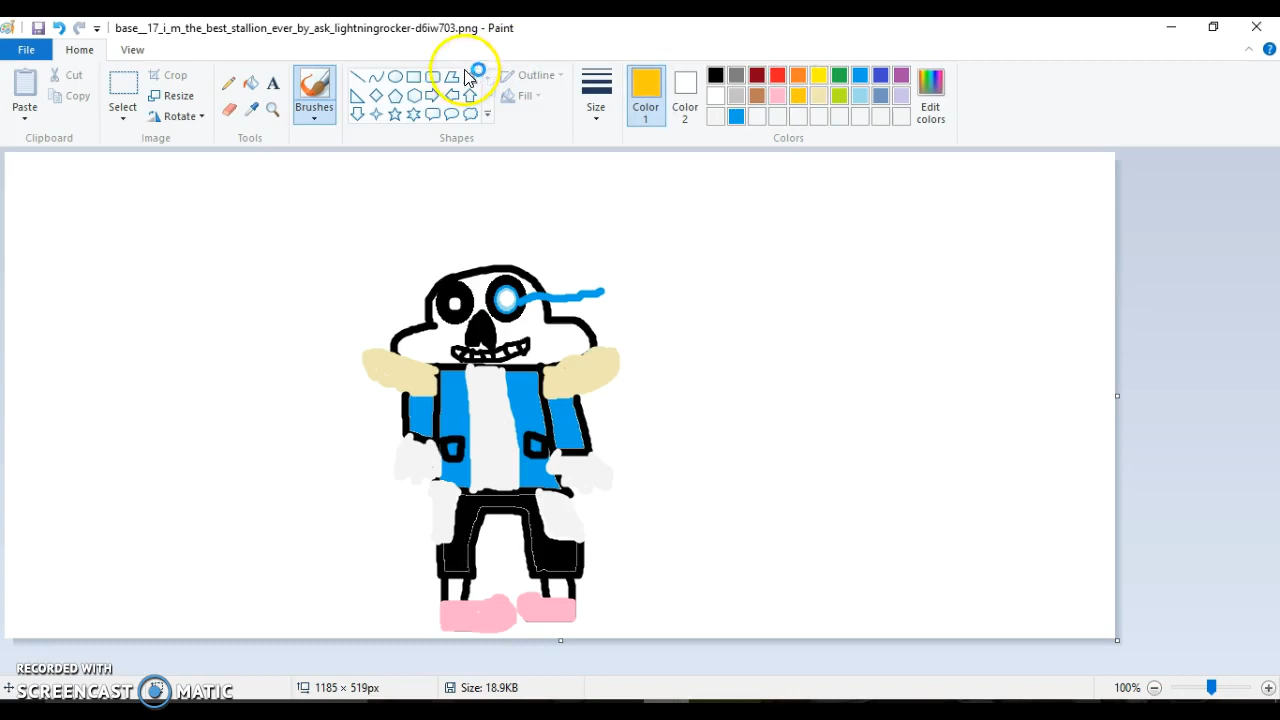 base__17_i_m_the_best_stallion_ever_by_ask_lightningrocker-d6iw703.png - Paint
File Home View
Paste Cut Copy Clipboard
Select Crop Resize Rotate Image
A Tools
Brushes
Shapes
Outline Fill
Size
Color 1
Color 2
Edit colors
Colors
RECORDED WITH
SCREENCAST MATIC
1185 × 519px
Size: 18.9KB
100%